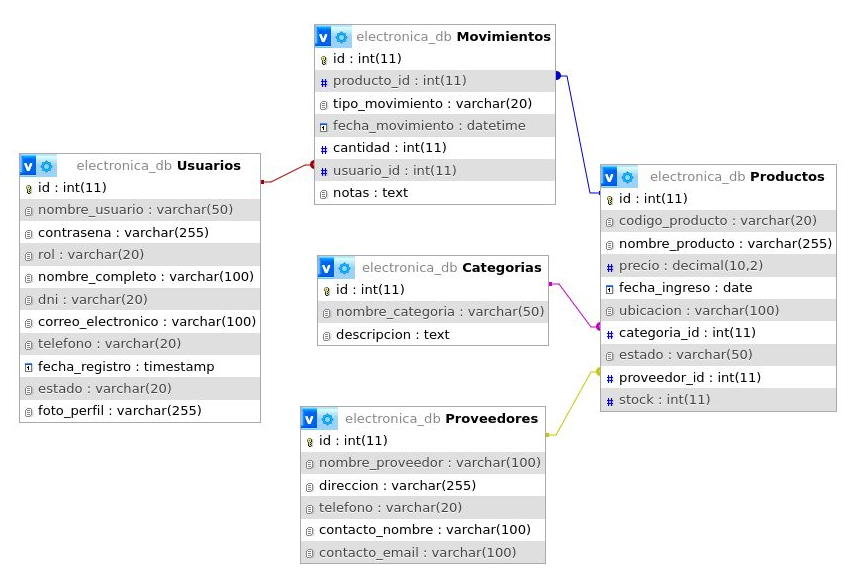 electronica_db Movimientos
id : int(11)
producto_id : int(11)
tipo_movimiento : varchar(20)
fecha_movimiento : datetime
cantidad : int(11)
usuario_id : int(11)
notas : text
electronica_db Usuarios
id : int(11)
nombre_usuario : varchar(50)
contrasena : varchar(255)
rol : varchar(20)
nombre_completo : varchar(100)
dni : varchar(20)
correo_electronico : varchar(100)
telefono : varchar(20)
fecha_registro : timestamp
estado : varchar(20)
foto_perfil : varchar(255)
electronica_db Productos
id : int(11)
codigo_producto : varchar(20)
nombre_producto : varchar(255)
precio : decimal(10,2)
fecha_ingreso : date
ubicacion : varchar(100)
categoria_id : int(11)
estado : varchar(50)
proveedor_id : int(11)
stock : int(11)
electronica_db Categorias
id : int(11)
nombre_categoria : varchar(50)
descripcion : text
electronica_db Proveedores
id : int(11)
nombre_proveedor : varchar(100)
direccion : varchar(255)
telefono : varchar(20)
contacto_nombre : varchar(100)
contacto_email : varchar(100)